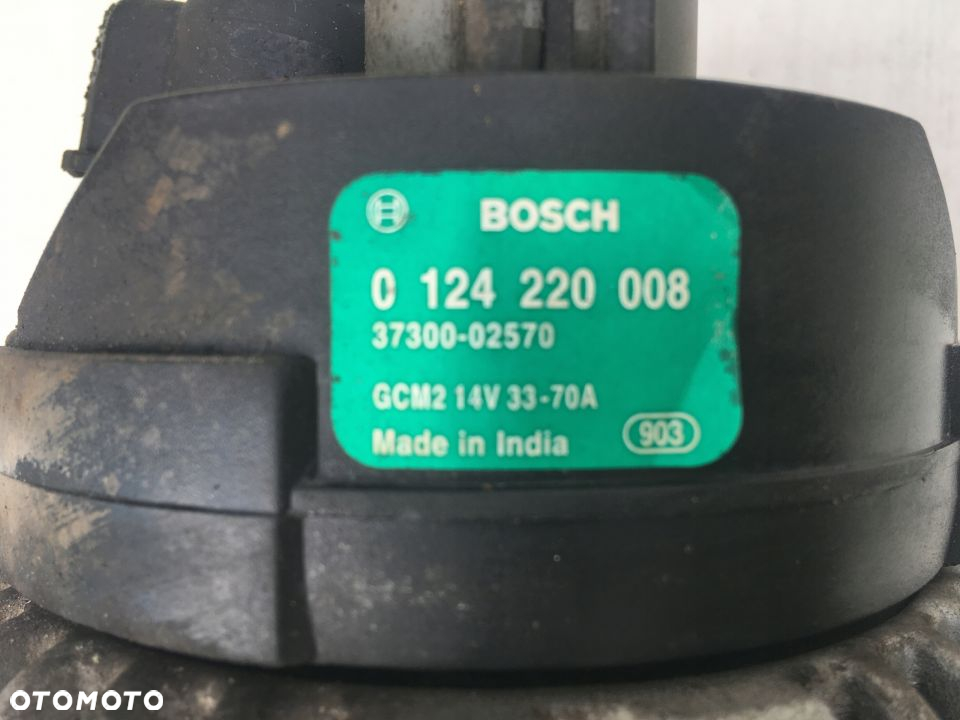 BOSCH
0 124 220 008
37300-02570
GCM2 14V 33-70A
Made in India 903
OTOMOTO